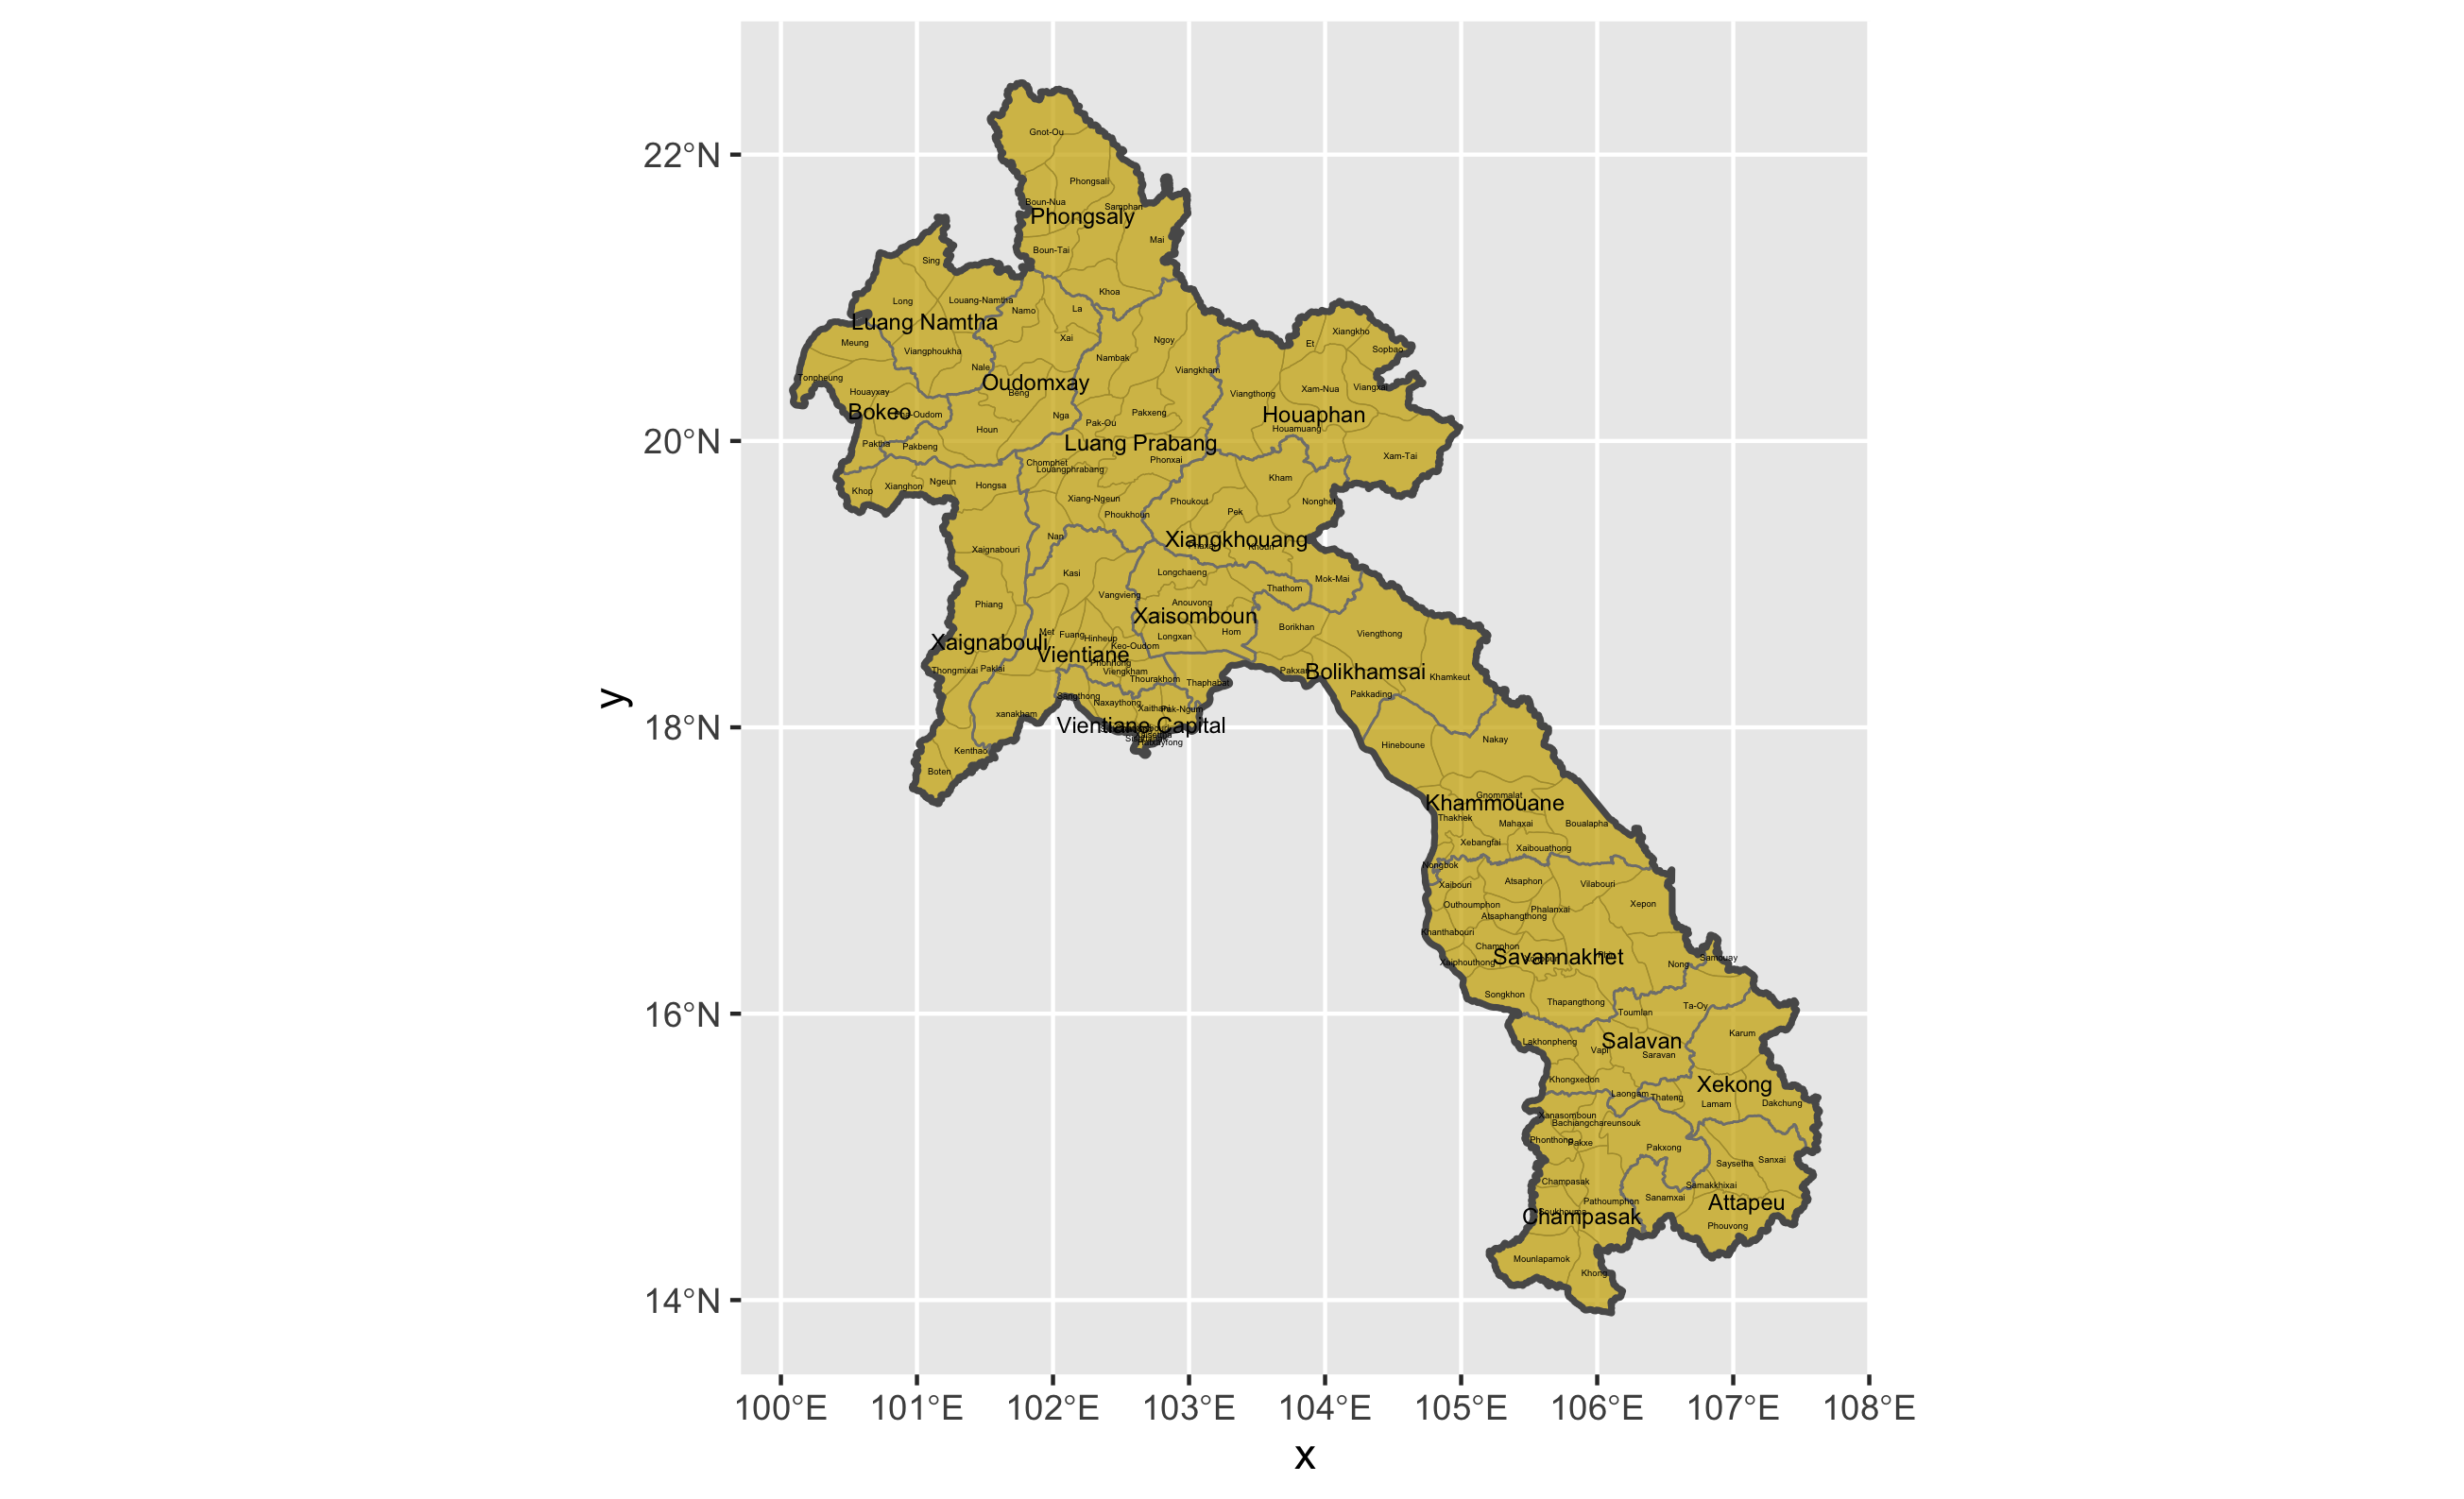 Gnot-Ou
22°N
Phongsali
Boun-Nua
Samphan
Phongsaly
Mai
Boun-Tai
Sing
Khoa
Long
Louang-Namtha
Namo
La
Luang Namtha
Xiangkho
Meung
Viangphoukha
Xai
Ngoy
Et
Sopbao
Nambak
Nale
Viangkham
Tonpheung
Oudomxay
Beng
Xam-Nua
Viangxai
Houayxay
Viangthong
Bokeo
Pha-Oudom
Nga
Pakxeng
Houaphan
Pak-Ou
Houn
Houamuang
20°N
Paktha
Pakbeng
Luang Prabang
Xam-Tai
Chomphet
Louangphrabang
Phonxai
Khop
Xianghon
Ngeun
Hongsa
Kham
Xiang-Ngeun
Phoukout
Nonghet
Phoukhoun
Pek
Nan
Xiangkhouang
Khoun
Xaignabouri
Kasi
Longchaeng
Mok-Mai
Thathom
Phiang
Vangvieng
Anouvong
Xaisomboun
Met
Fuang
Hinheup
Longxan
Hom
Borikhan
Viengthong
Xaignabouli
Keo-Oudom
Vientiane
Phonhong
Thongmixai
Paklai
Viengkham
Thourakhom
Thaphabat
Pakxan
Bolikhamsai
Khamkeut
y
Sangthong
Pakkading
Naxaythong
Xaithani
Pak-Ngum
xanakham
18°N
Vientiane Capital
Hatxayfong
Hineboune
Nakay
Kenthao
Boten
Gnommalat
Khammouane
Thakhek
Mahaxai
Boualapha
Xebangfai
Xaibouathong
Nongbok
Xaibouri
Atsaphon
Vilabouri
Outhoumphon
Phalanxai
Xepon
Atsaphangthong
Khanthabouri
Champhon
Savannakhet
Xaiphouthong
Nong
Samouay
Songkhon
Thapangthong
Ta-Oy
16°N
Toumlan
Karum
Lakhonpheng
Salavan
Vapi
Saravan
Khongxedon
Xekong
Laongam
Thateng
Lamam
Dakchung
Xanasomboun
Bachiangchareunsouk
Phonthong
Pakxe
Pakxong
Saysetha
Sanxai
Champasak
Samakkhixai
Pathoumphon
Sanamxai
Attapeu
Soukhouma
Champasak
Phouvong
Mounlapamok
Khong
14°N
100°E 101°E 102°E 103°E 104°E 105°E 106°E 107°E 108°E
x